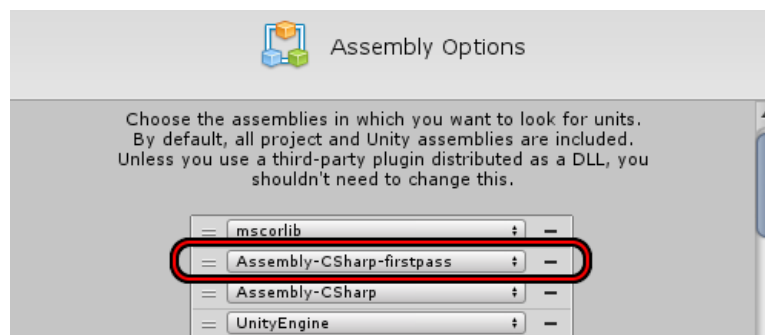 Assembly Options
Choose the assemblies in which you want to look for units.
By default, all project and Unity assemblies are included.
Unless you use a third-party plugin distributed as a DLL, you
shouldn't need to change this.
mscorlib
Assembly-CSharp-firstpass
Assembly-CSharp
UnityEngine